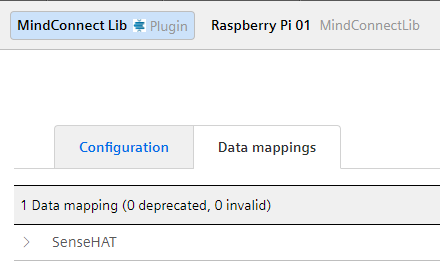 MindConnect Lib Plugin Raspberry Pi 01 MindConnectLib
Configuration Data mappings
1 Data mapping (0 deprecated, 0 invalid)
SenseHAT